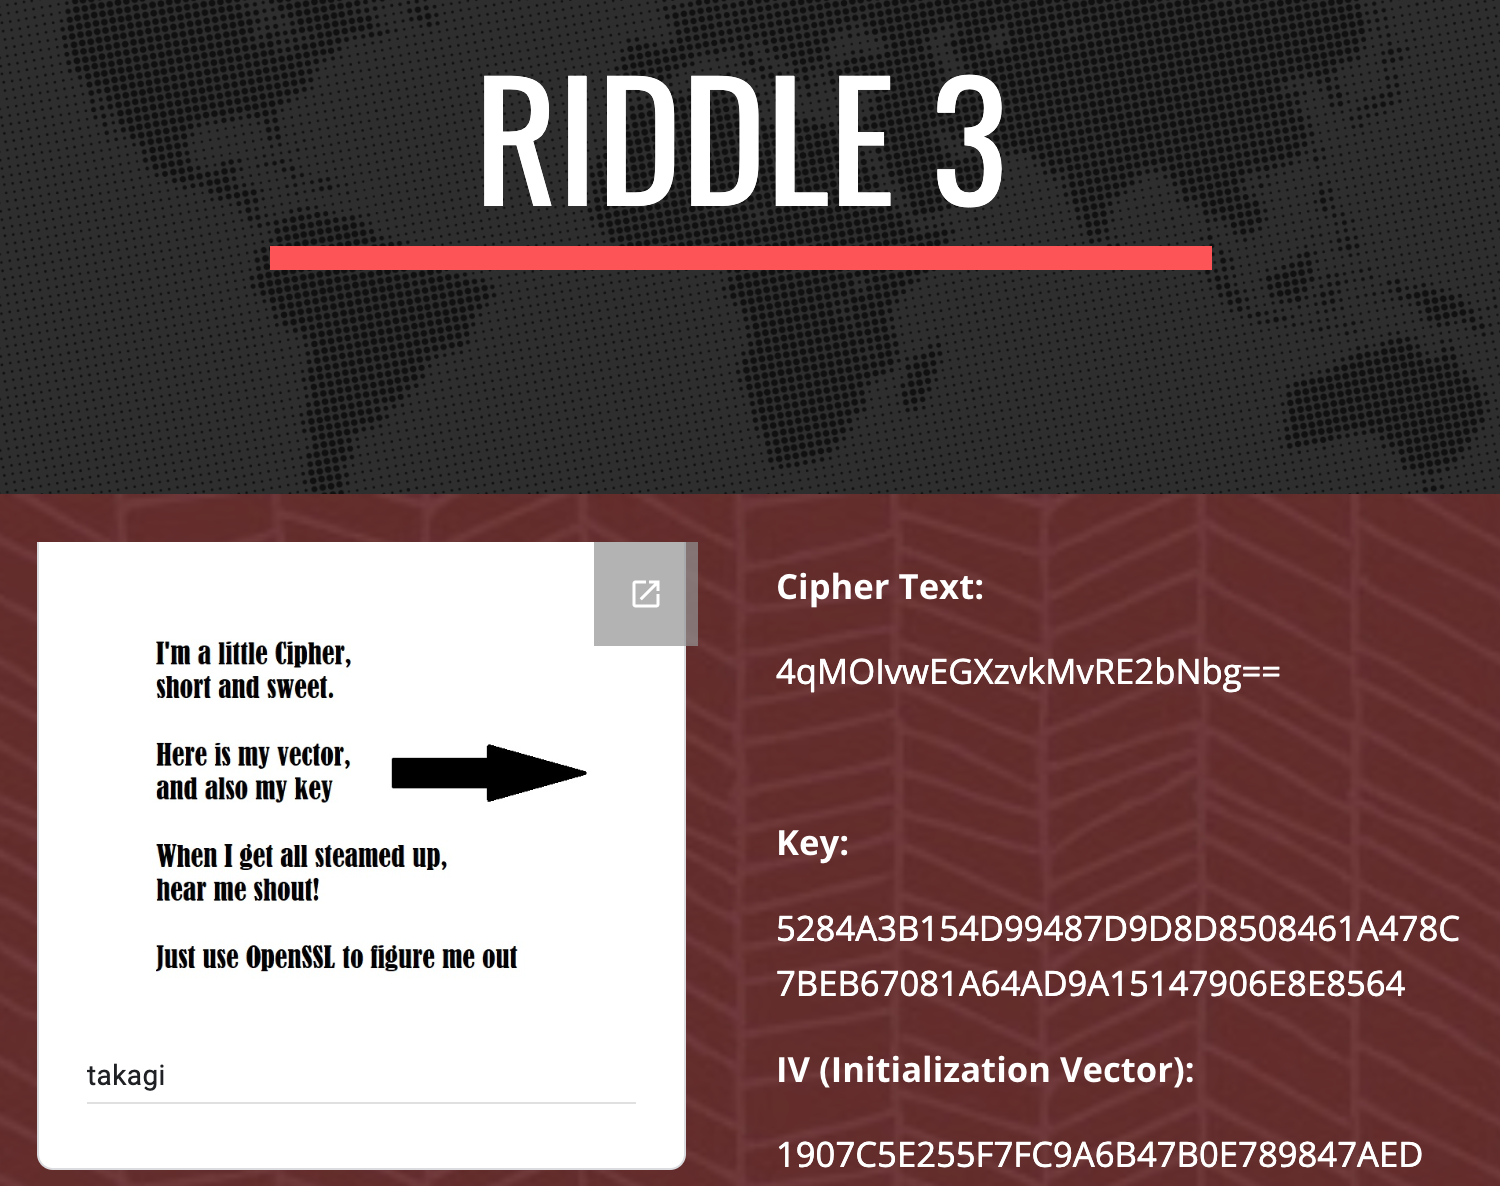 RIDDLE 3
I'm a little Cipher,
short and sweet.
Here is my vector,
and also my key
When I get all steamed up,
hear me shout!
Just use OpenSSL to figure me out
takagi
Cipher Text:
4qMOIvwEGXzvkMvRE2bNbg==
Key:
5284A3B154D99487D9D8D8508461A478C
7BEB67081A64AD9A15147906E8E8564
IV (Initialization Vector):
1907C5E255F7FC9A6B47B0E789847AED